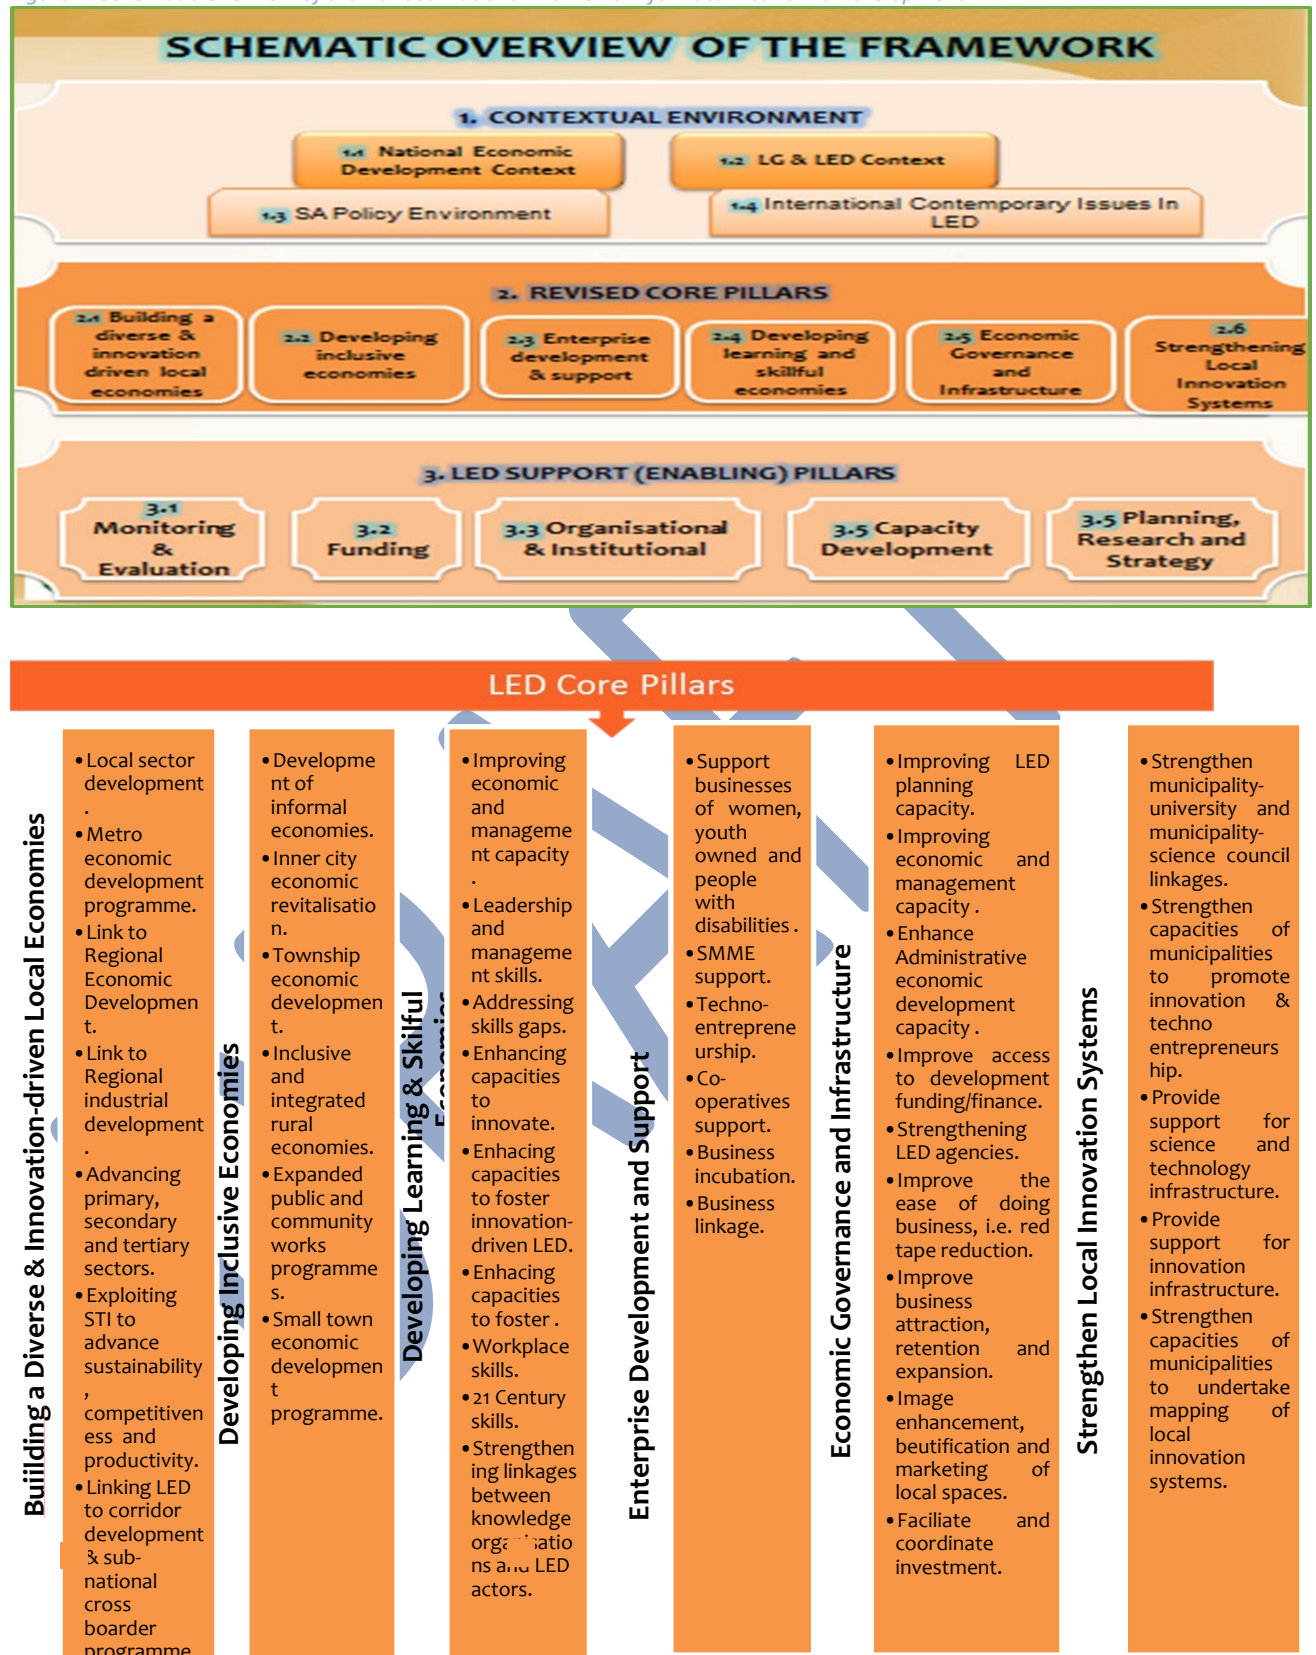 SCHEMATIC OVERVIEW OF THE FRAMEWORK
1. CONTEXTUAL ENVIRONMENT
1.1 National Economic
Development Context
1.2 LG & LED Context
1.3 SA Policy Environment
1.4 International Contemporary Issues In
LED
2. REVISED CORE PILLARS
2.1 Building a
diverse &
innovation
driven local
economies
2.2 Developing
inclusive
economies
2.3 Enterprise
development
& support
2.4 Developing
learning and
skillful
economies
2.5 Economic
Governance
and
Infrastructure
2.6
Strengthening
Local
Innovation
Systems
3. LED SUPPORT (ENABLING) PILLARS
3.1
Monitoring
&
Evaluation
3.2
Funding
3.3 Organisational
& Institutional
3.5 Capacity
Development
3.5 Planning,
Research and
Strategy
LED Core Pillars
Buiilding a Diverse & Innovation-driven Local Economies
•Local sector
development
.
•Metro
economic
development
programme.
•Link to
Regional
Economic
Developmen
t.
•Link to
Regional
industrial
development
.
•Advancing
primary,
secondary
and tertiary
sectors.
•Exploiting
STI to
advance
sustainability
,
competitiven
ess and
productivity.
•Linking LED
to corridor
development
& sub-
national
cross
boarder
programme
Developing Inclusive Economies
•Developme
nt of
informal
economies.
•Inner city
economic
revitalisatio
n.
•Township
economic
developmen
t.
•Inclusive
and
integrated
rural
economies.
•Expanded
public and
community
works
programme
s.
•Small town
economic
developmen
t
programme.
Developing Learning & Skilful
Economies
•Improving
economic
and
manageme
nt capacity
.
•Leadership
and
manageme
nt skills.
•Addressing
skills gaps.
•Enhancing
capacities
to
innovate.
•Enhacing
capacities
to foster
innovation-
driven LED.
•Enhacing
capacities
to foster .
•Workplace
skills.
•21 Century
skills.
•Strengthen
ing linkages
between
knowledge
organisatio
ns and LED
actors.
Enterprise Development and Support
•Support
businesses
of women,
youth
owned and
people
with
disabilities .
•SMME
support.
•Techno-
entreprene
urship.
•Co-
operatives
support.
•Business
incubation.
•Business
linkage.
Economic Governance and Infrastructure
•Improving LED
planning
capacity.
•Improving
economic and
management
capacity .
•Enhance
Administrative
economic
development
capacity .
•Improve access
to development
funding/finance.
•Strengthening
LED agencies.
•Improve the
ease of doing
business, i.e. red
tape reduction.
•Improve
business
attraction,
retention and
expansion.
•Image
enhancement,
beutification and
marketing of
local spaces.
•Faciliate and
coordinate
investment.
Strengthen Local Innovation Systems
•Strengthen
municipality-
university and
municipality-
science council
linkages.
•Strengthen
capacities of
municipalities
to promote
innovation &
techno
entrepreneurs
hip.
•Provide
support for
science and
technology
infrastructure.
•Provide
support for
innovation
infrastructure.
•Strengthen
capacities of
municipalities
to undertake
mapping of
local
innovation
systems.